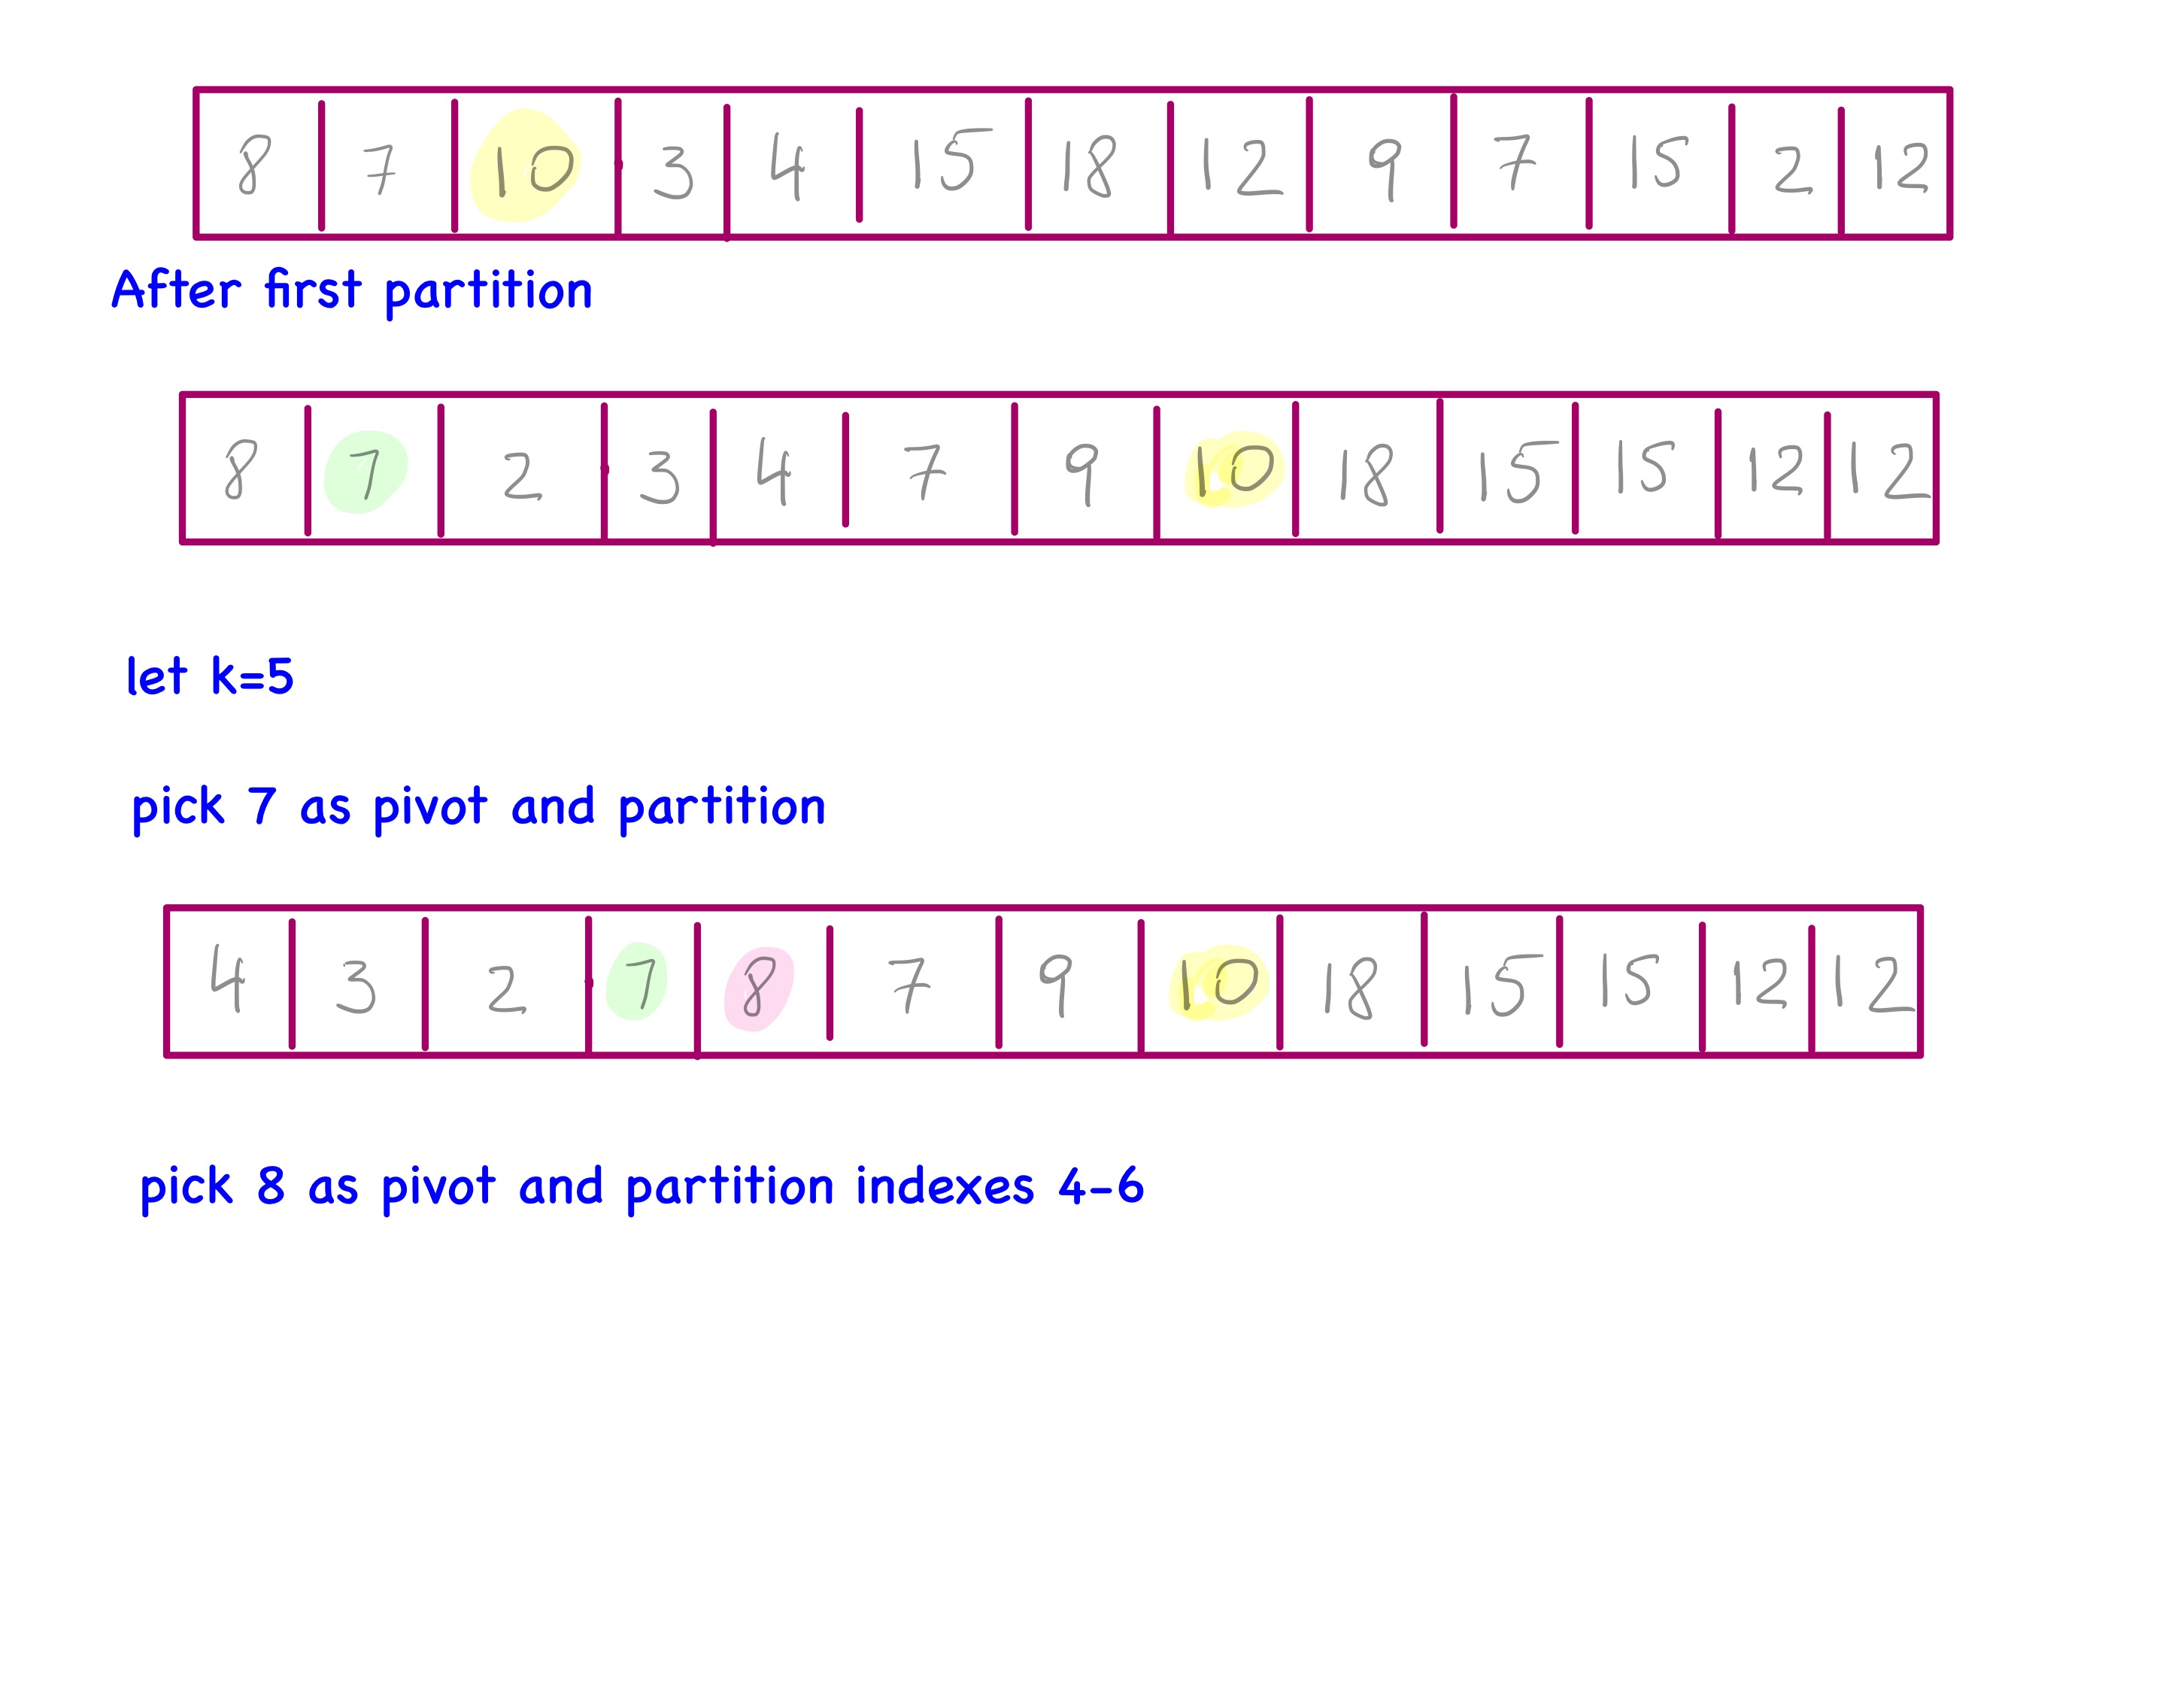 8 7 10 3 4 15 18 12 9 7 15 2 12
After first partition
8 7 2 3 4 7 9 10 18 15 15 12 12
let k=5
pick 7 as pivot and partition
4 3 2 7 8 7 9 10 18 15 15 12 12
pick 8 as pivot and partition indexes 4-6